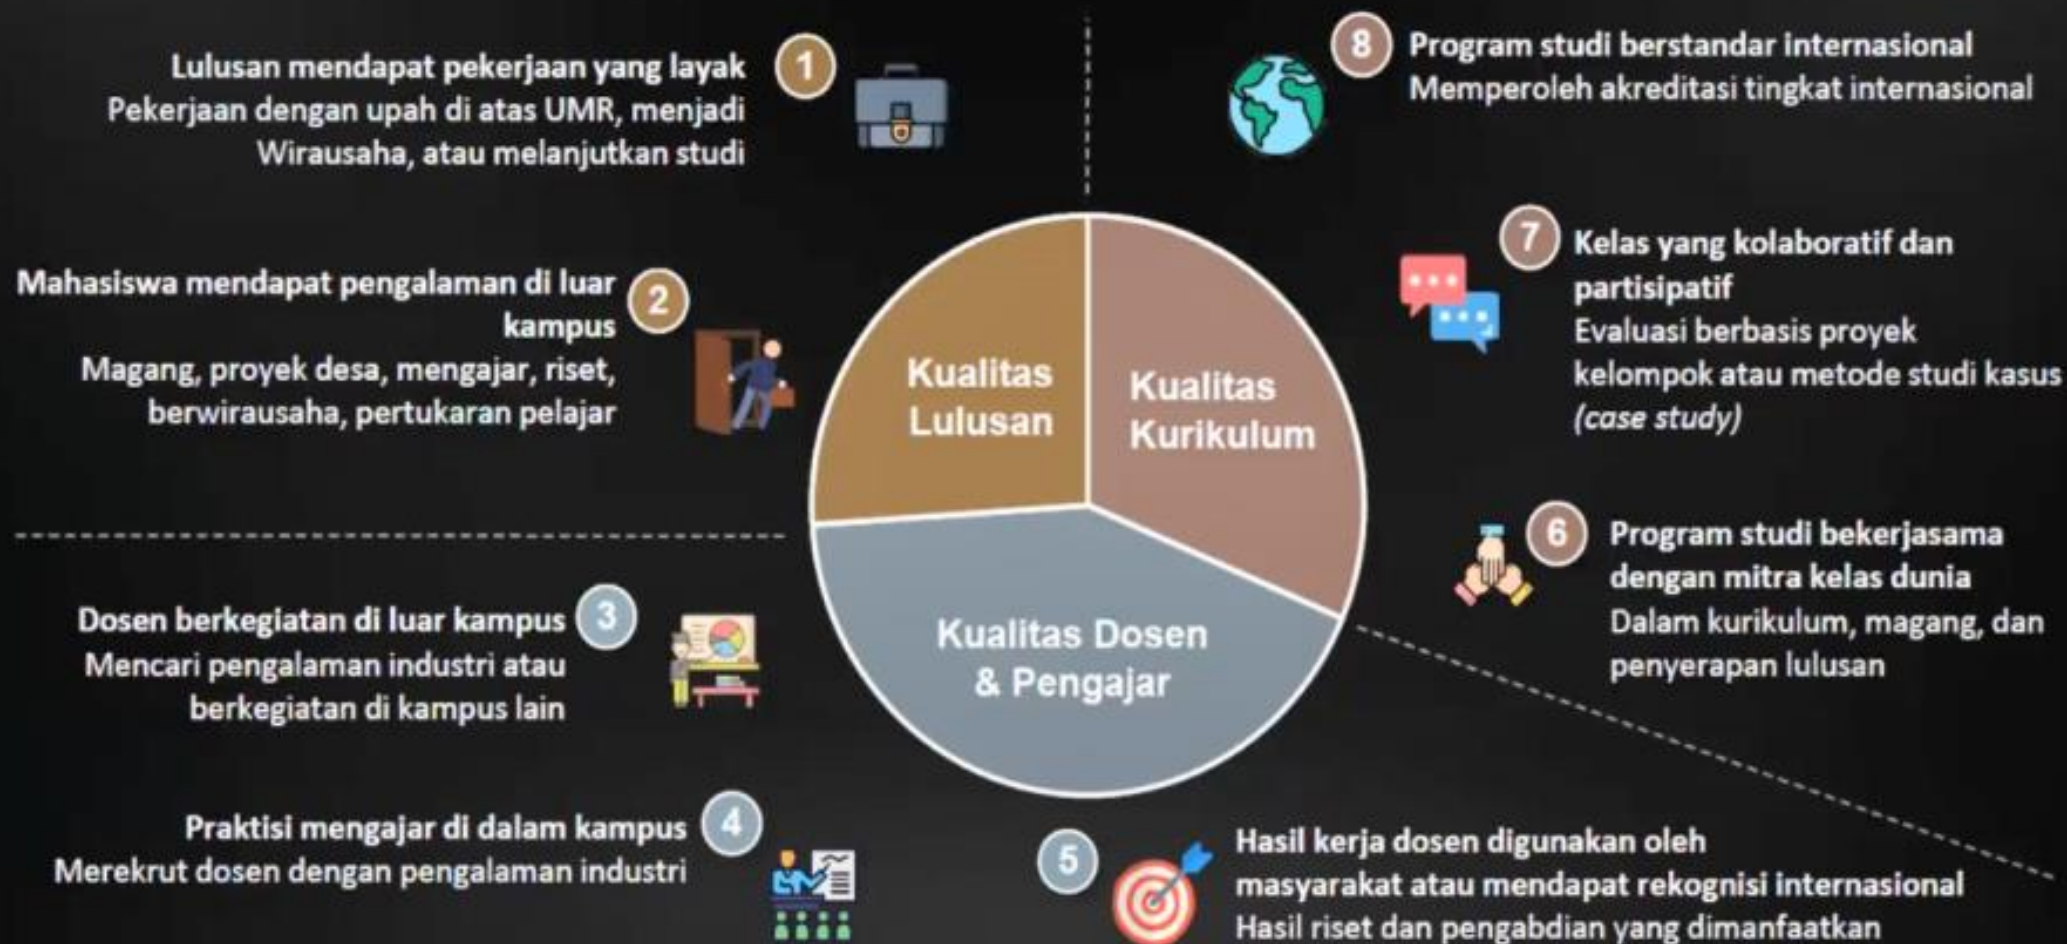 1
Lulusan mendapat pekerjaan yang layak
Pekerjaan dengan upah di atas UMR, menjadi
Wirausaha, atau melanjutkan studi
2
Mahasiswa mendapat pengalaman di luar
kampus
Magang, proyek desa, mengajar, riset,
berwirausaha, pertukaran pelajar
3
Dosen berkegiatan di luar kampus
Mencari pengalaman industri atau
berkegiatan di kampus lain
4
Praktisi mengajar di dalam kampus
Merekrut dosen dengan pengalaman industri
5
Hasil kerja dosen digunakan oleh
masyarakat atau mendapat rekognisi internasional
Hasil riset dan pengabdian yang dimanfaatkan
6
Program studi bekerjasama
dengan mitra kelas dunia
Dalam kurikulum, magang, dan
penyerapan lulusan
7
Kelas yang kolaboratif dan
partisipatif
Evaluasi berbasis proyek
kelompok atau metode studi kasus
(case study)
8
Program studi berstandar internasional
Memperoleh akreditasi tingkat internasional
Kualitas
Lulusan
Kualitas
Kurikulum
Kualitas Dosen
& Pengajar